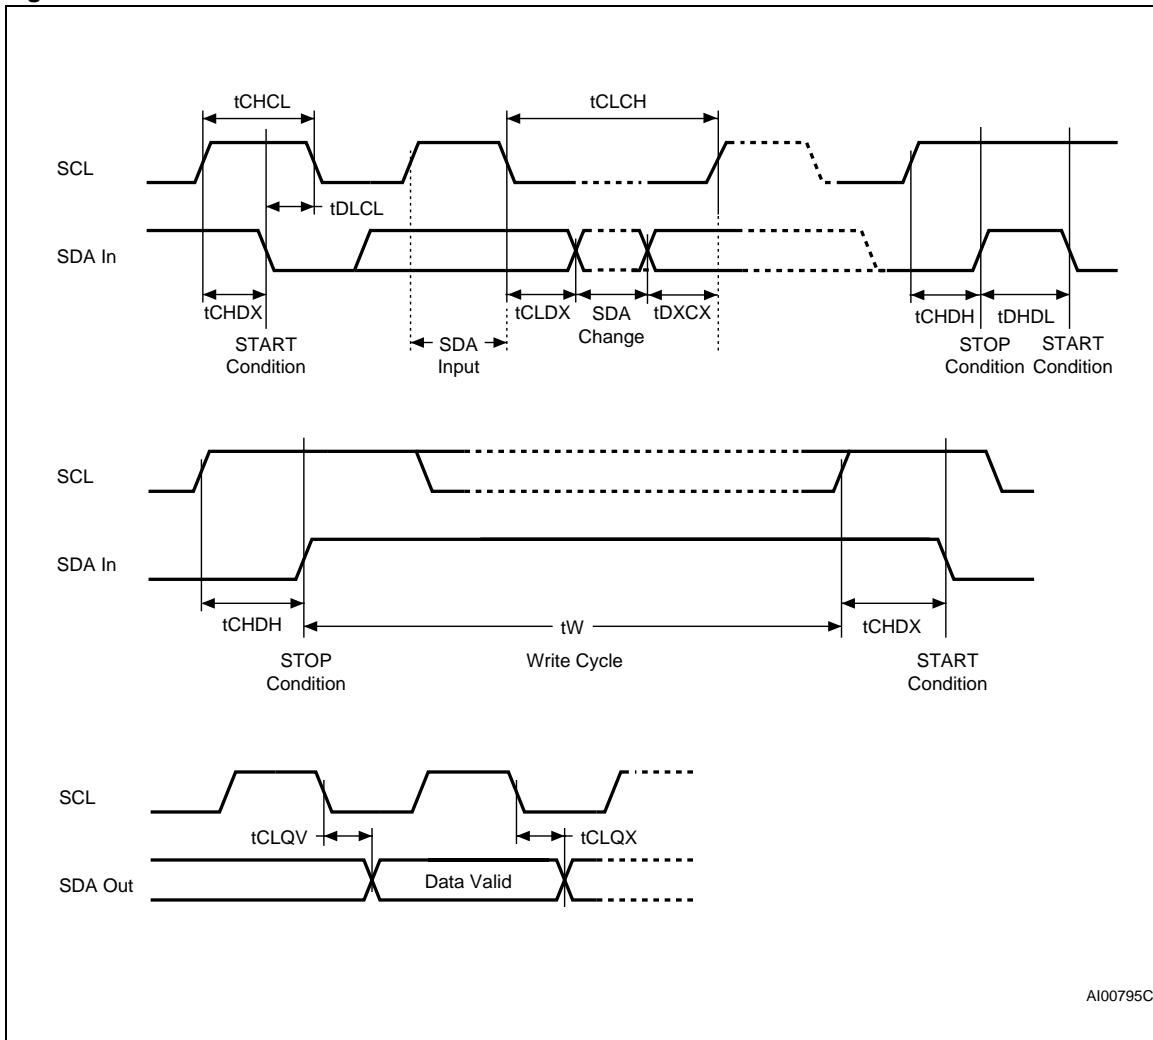 tCHCL
tCLCH
SCL
tDLCL
SDA In
tCHDX
tCLDX
SDA
Change
tDXCX
tCHDH
tDHDL
START
Condition
SDA
Input
STOP
Condition
START
Condition
SCL
SDA In
tCHDH
tW
tCHDX
STOP
Condition
Write Cycle
START
Condition
SCL
tCLQV
tCLQX
SDA Out
Data Valid
AI00795C